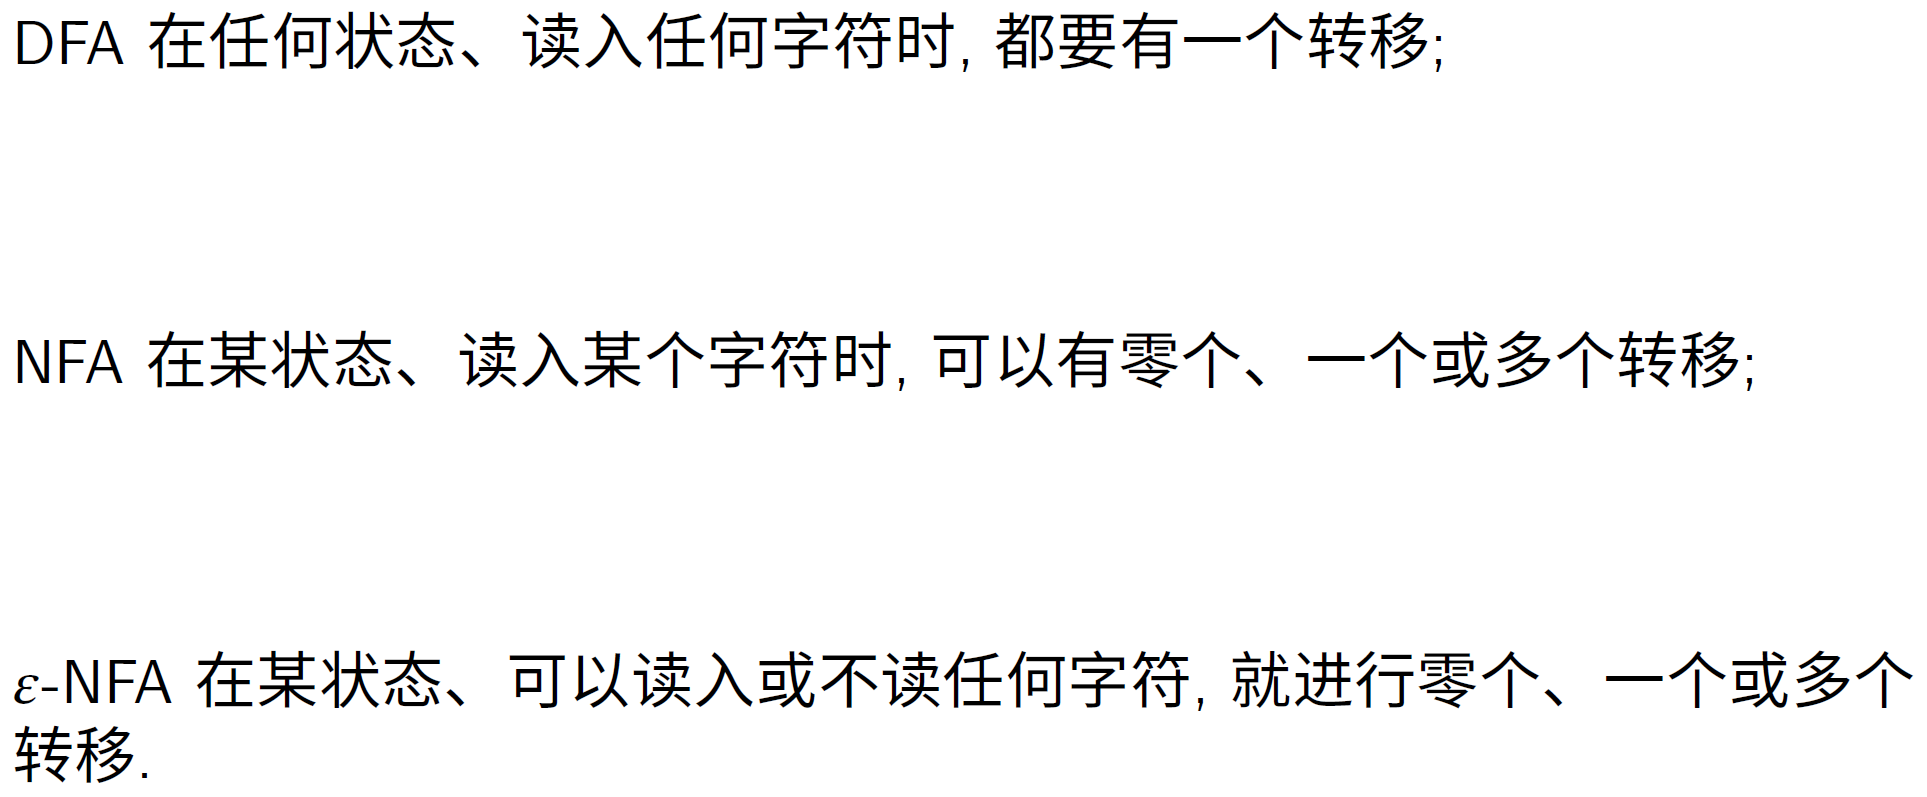 DFA 在任何状态、读入任何字符时, 都要有一个转移;
NFA 在某状态、读入某个字符时, 可以有零个、一个或多个转移;
ε-NFA 在某状态、可以读入或不读任何字符, 就进行零个、一个或多个
转移.